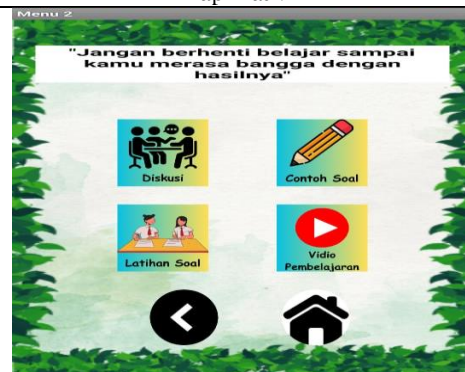 Menu 2
"Jangan berhenti belajar sampai
kamu merasa bangga dengan
hasilnya"
Diskusi
Contoh Soal
Latihan Soal
Vidio
Pembelajaran